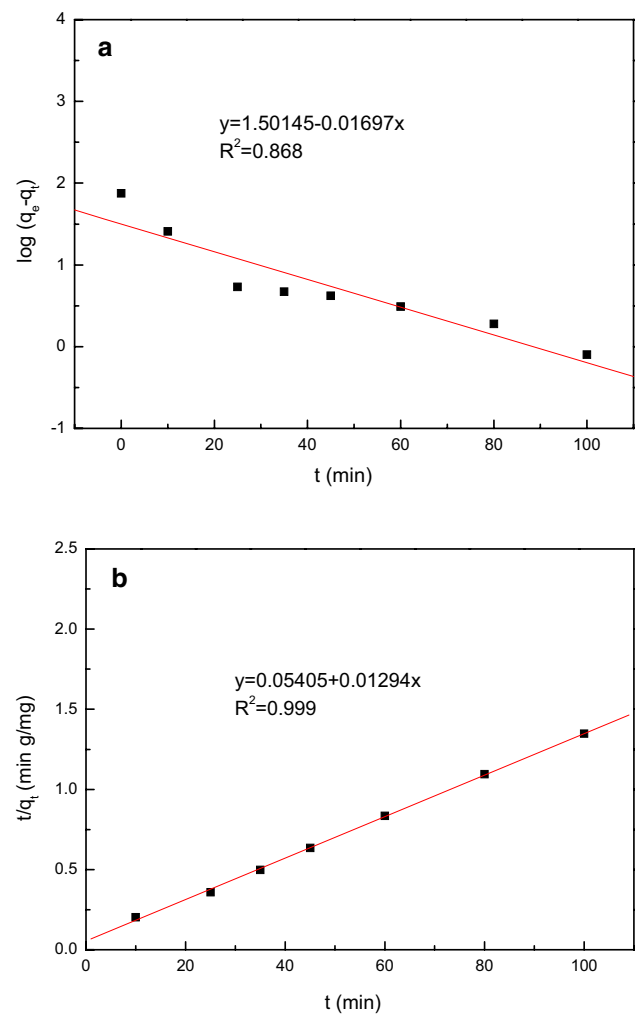 a
4
3
2
1
0
-1
log (qe-qt)
y=1.50145-0.01697x
R2=0.868
0 20 40 60 80 100
t (min)
b
2.5
2.0
1.5
1.0
0.5
0.0
t/qt (min g/mg)
y=0.05405+0.01294x
R2=0.999
0 20 40 60 80 100
t (min)